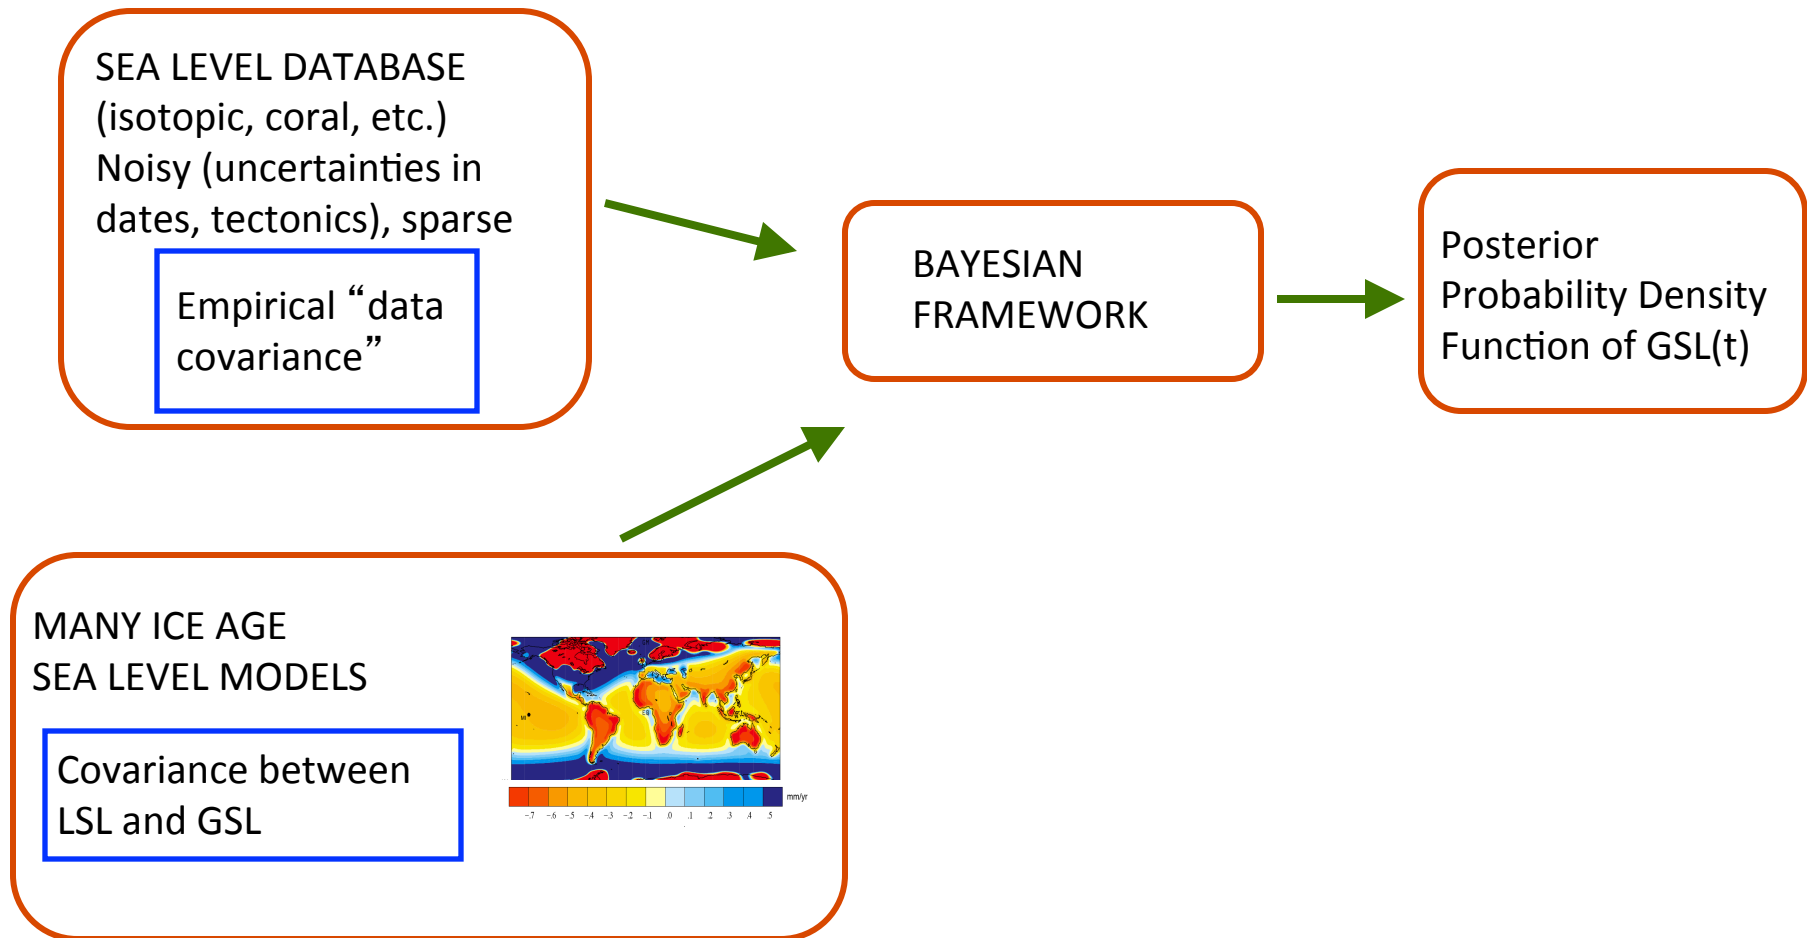 SEA LEVEL DATABASE
(isotopic, coral, etc.)
Noisy (uncertainties in
dates, tectonics), sparse
Empirical “data
covariance”
BAYESIAN
FRAMEWORK
Posterior
Probability Density
Function of GSL(t)
MANY ICE AGE
SEA LEVEL MODELS
Covariance between
LSL and GSL
MI
mm/yr
-.7 -.6 -.5 -.4 -.3 -.2 -.1 .0 .1 .2 .3 .4 .5